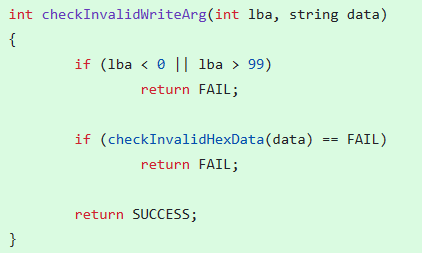 int checkInvalidWriteArg(int lba, string data)
{
if (lba < 0 || lba > 99)
return FAIL;
if (checkInvalidHexData(data) == FAIL)
return FAIL;
return SUCCESS;
}